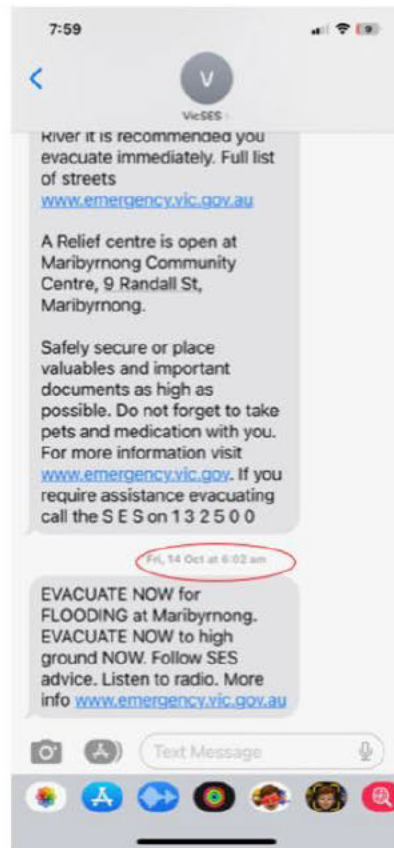 7:59
9
V
VicSES
River it is recommended you
evacuate immediately. Full list
of streets
www.emergency.vic.gov.au
A Relief centre is open at
Maribyrnong Community
Centre, 9 Randall St,
Maribyrnong.
Safely secure or place
valuables and important
documents as high as
possible. Do not forget to take
pets and medication with you.
For more information visit
www.emergency.vic.gov. If you
require assistance evacuating
call the S E S on 1 3 2 5 0 0
Fri, 14 Oct at 6:02 am
EVACUATE NOW for
FLOODING at Maribyrnong.
EVACUATE NOW to high
ground NOW. Follow SES
advice. Listen to radio. More
info www.emergency.vic.gov.au
Text Message